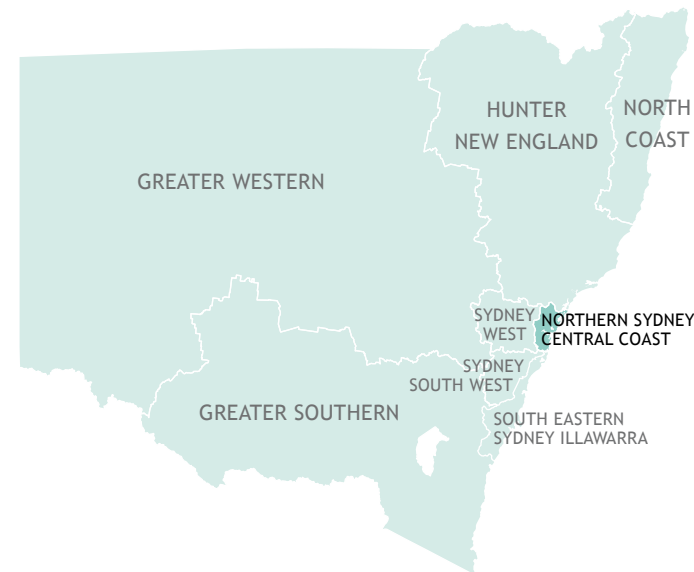 HUNTER
NEW ENGLAND
NORTH
COAST
GREATER WESTERN
SYDNEY
WEST
NORTHERN SYDNEY
CENTRAL COAST
SYDNEY
SOUTH WEST
GREATER SOUTHERN
SOUTH EASTERN
SYDNEY ILLAWARRA